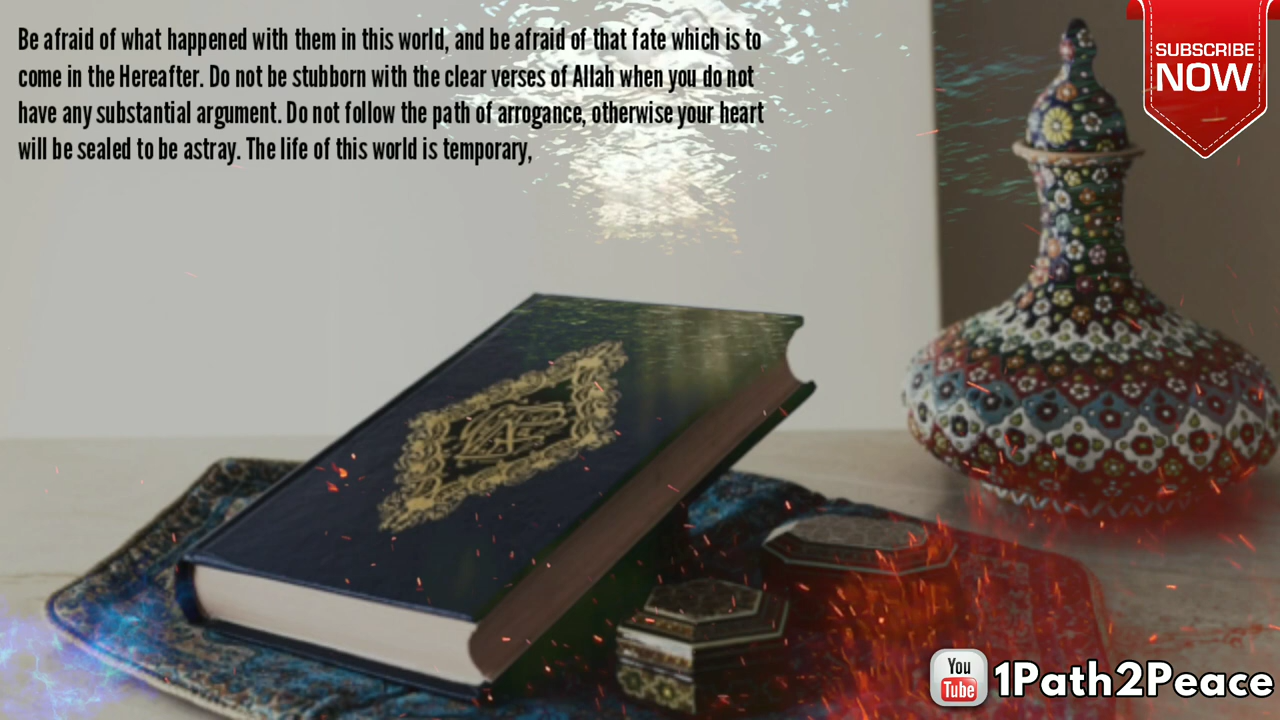 Be afraid of what happened with them in this world, and be afraid of that fate which is to
come in the Hereafter. Do not be stubborn with the clear verses of Allah when you do not
have any substantial argument. Do not follow the path of arrogance, otherwise your heart
will be sealed to be astray. The life of this world is temporary,
SUBSCRIBE
NOW
You
Tube
1Path2Peace